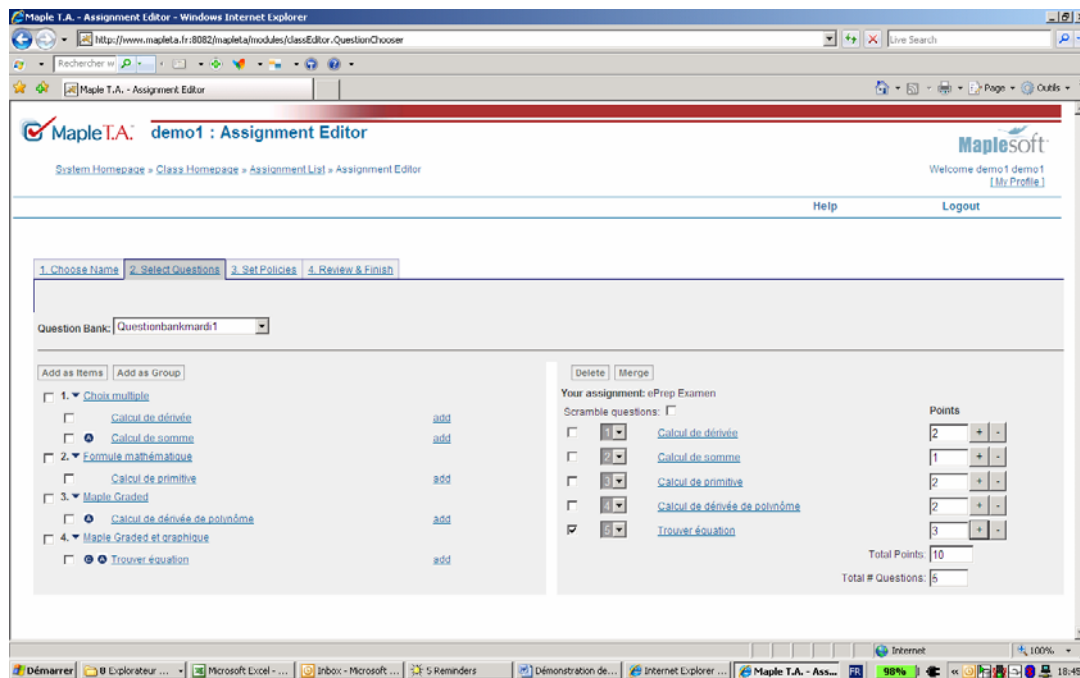 Maple T.A. - Assignment Editor - Windows Internet Explorer
http://www.mapleta.fr:8082/mapleta/modules/classEditor.QuestionChooser
Live Search
Rechercher w
Maple T.A. - Assignment Editor
Page
Outils
MapleT.A. demo1 : Assignment Editor
Maplesoft
System Homepage » Class Homepage » Assignment List » Assignment Editor
Welcome demo1 demo1
[ My Profile ]
Help Logout
1. Choose Name 2. Select Questions 3. Set Policies 4. Review & Finish
Question Bank: Questionbankmardi1
Add as Items Add as Group
1. Choix multiple
Calcul de dérivée add
A Calcul de somme add
2. Formule mathématique
Calcul de primitive add
3. Maple Graded
A Calcul de dérivée de polynôme add
4. Maple Graded et graphique
A Trouver équation add
Delete Merge
Your assignment: ePrep Examen
Scramble questions: Points
1 Calcul de dérivée 2 + -
2 Calcul de somme 1 + -
3 Calcul de primitive 2 + -
4 Calcul de dérivée de polynôme 2 + -
5 Trouver équation 3 + -
Total Points: 10
Total # Questions: 5
Internet 100%
Démarrer 8 Explorateur ... Microsoft Excel - ... Inbox - Microsoft ... 5 Reminders Démonstration de... Internet Explorer ... Maple T.A. - Ass... FR 98% 18:45